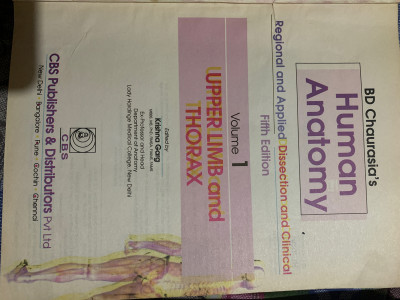 BD Chaurasia's
Human
Anatomy
Regional and Applied Dissection and Clinical
Fifth Edition
Volume 1
UPPER LIMB and
THORAX
Edited by
Krishna Garg
Ex-Professor and Head
Department of Anatomy
Lady Hardinge Medical College, New Delhi
CBS
CBS Publishers & Distributors Pvt Ltd
New Delhi • Bangalore • Pune • Cochin • Chennai